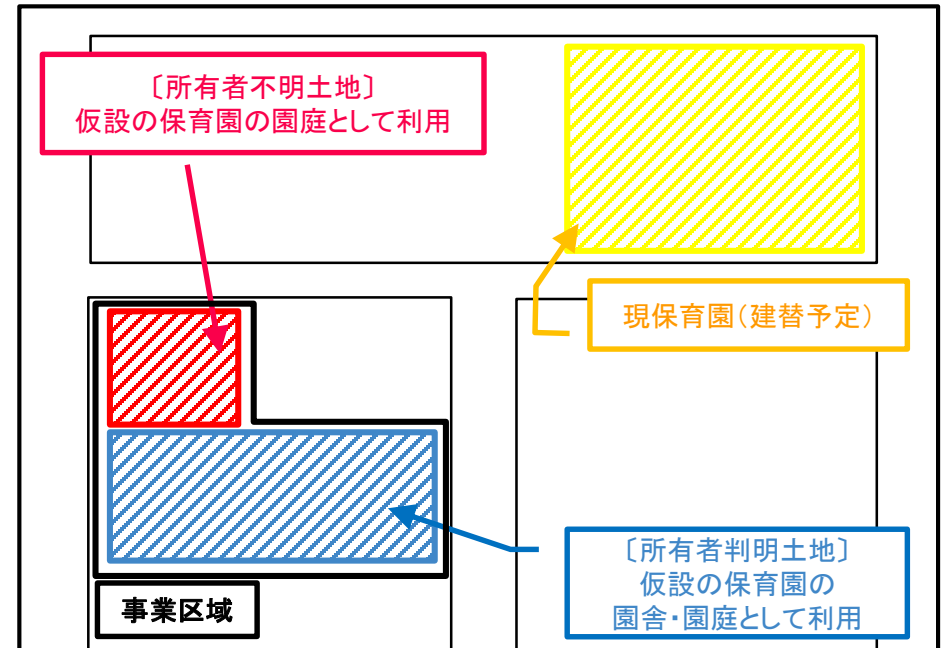 〔所有者不明土地〕
仮設の保育園の園庭として利用
現保育園(建替予定)
〔所有者判明土地〕
仮設の保育園の
園舎・園庭として利用
事業区域